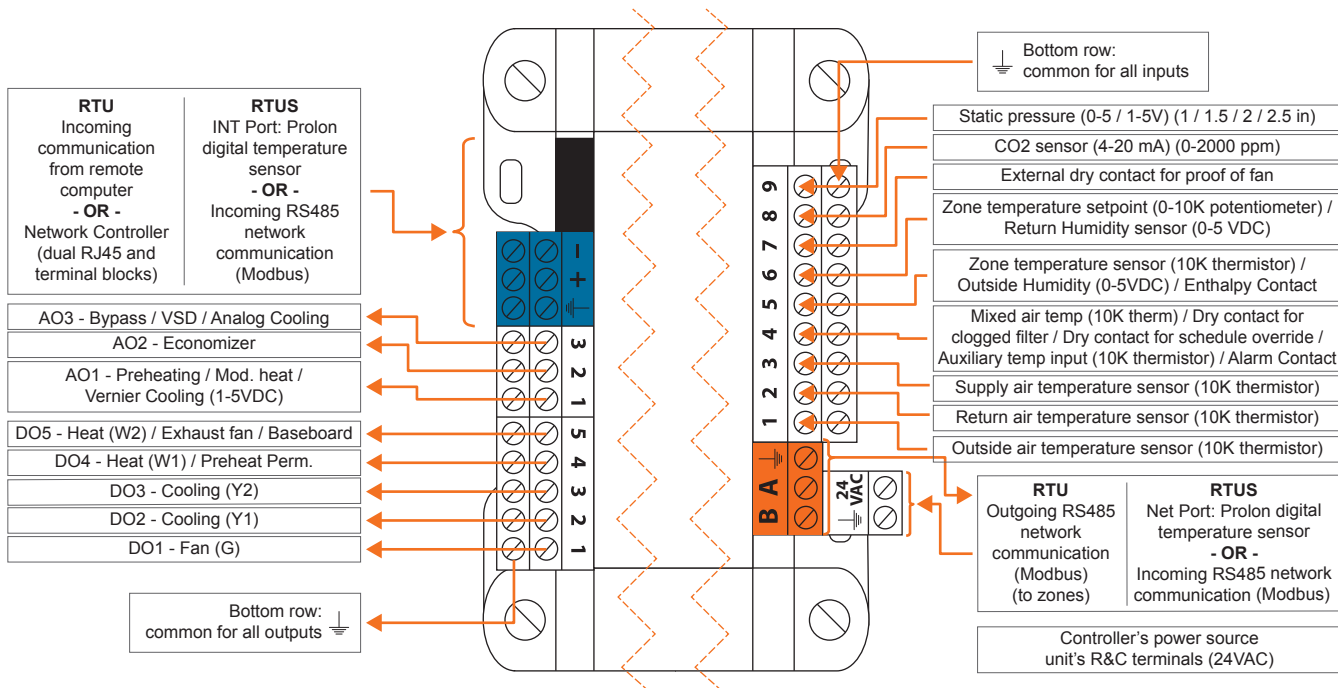 RTU
Incoming
communication
from remote
computer
- OR -
Network Controller
(dual RJ45 and
terminal blocks)
RTUS
INT Port: Prolon
digital temperature
sensor
- OR -
Incoming RS485
network
communication
(Modbus)
AO3 - Bypass / VSD / Analog Cooling
AO2 - Economizer
AO1 - Preheating / Mod. heat /
Vernier Cooling (1-5VDC)
DO5 - Heat (W2) / Exhaust fan / Baseboard
DO4 - Heat (W1) / Preheat Perm.
DO3 - Cooling (Y2)
DO2 - Cooling (Y1)
DO1 - Fan (G)
Bottom row:
common for all outputs
-
+
3
2
1
5
4
3
2
1
9
8
7
6
5
4
3
2
1
A
B
24
VAC
Bottom row:
common for all inputs
Static pressure (0-5 / 1-5V) (1 / 1.5 / 2 / 2.5 in)
CO2 sensor (4-20 mA) (0-2000 ppm)
External dry contact for proof of fan
Zone temperature setpoint (0-10K potentiometer) /
Return Humidity sensor (0-5 VDC)
Zone temperature sensor (10K thermistor) /
Outside Humidity (0-5VDC) / Enthalpy Contact
Mixed air temp (10K therm) / Dry contact for
clogged filter / Dry contact for schedule override /
Auxiliary temp input (10K thermistor) / Alarm Contact
Supply air temperature sensor (10K thermistor)
Return air temperature sensor (10K thermistor)
Outside air temperature sensor (10K thermistor)
RTU
Outgoing RS485
network
communication
(Modbus)
(to zones)
RTUS
Net Port: Prolon digital
temperature sensor
- OR -
Incoming RS485 network
communication (Modbus)
Controller's power source
unit's R&C terminals (24VAC)